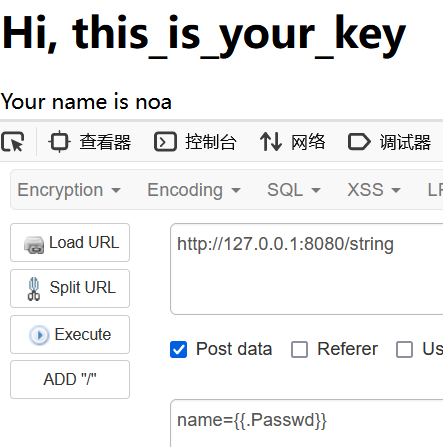 Hi, this_is_your_key
Your name is noa
查看器 控制台 网络 调试器
Encryption Encoding SQL XSS LF
Load URL
http://127.0.0.1:8080/string
Split URL
Execute
Post data Referer Us
ADD "/"
name={{.Passwd}}